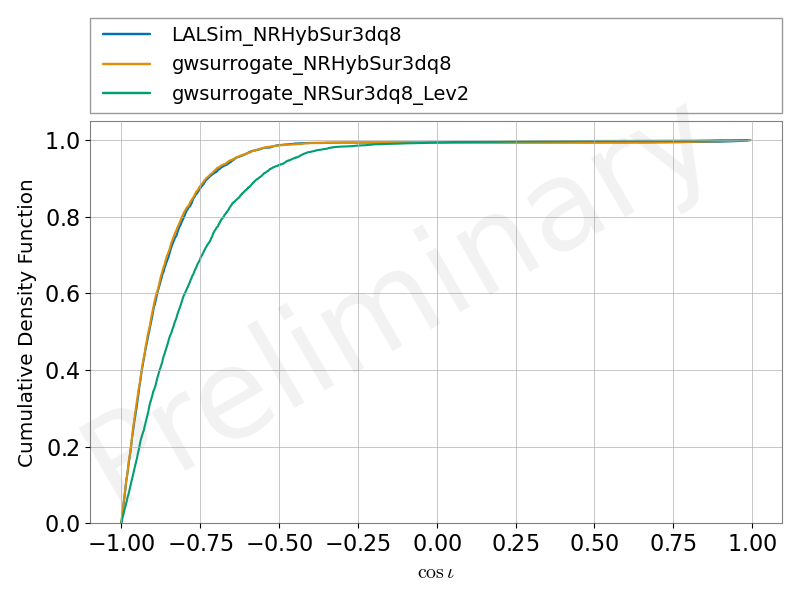 LALSim_NRHybSur3dq8
gwsurrogate_NRHybSur3dq8
gwsurrogate_NRSur3dq8_Lev2
Preliminary
Cumulative Density Function
1.0
0.8
0.6
0.4
0.2
0.0
−1.00 −0.75 −0.50 −0.25 0.00 0.25 0.50 0.75 1.00
cos ι